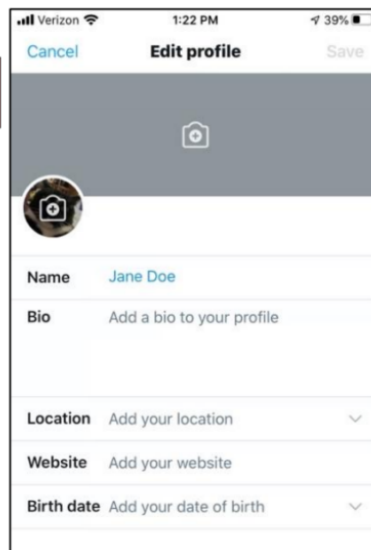 Verizon 1:22 PM 39%
Cancel Edit profile Save
Name Jane Doe
Bio Add a bio to your profile
Location Add your location
Website Add your website
Birth date Add your date of birth